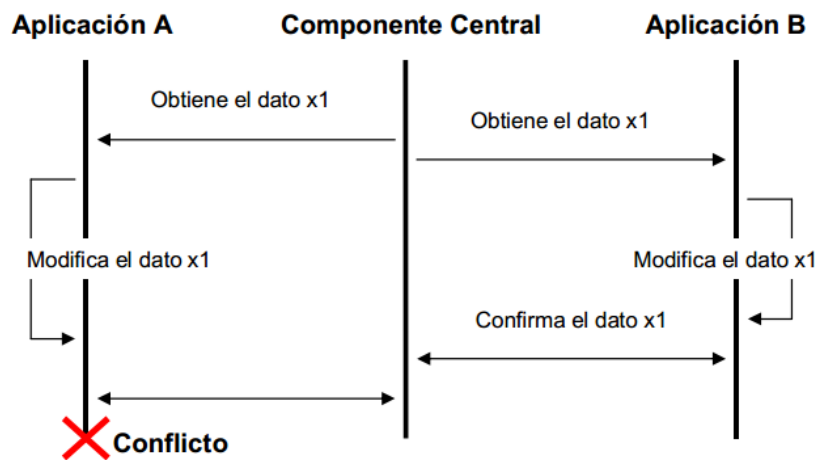 Aplicación A
Componente Central
Aplicación B
Obtiene el dato x1
Obtiene el dato x1
Modifica el dato x1
Modifica el dato x1
Confirma el dato x1
Conflicto